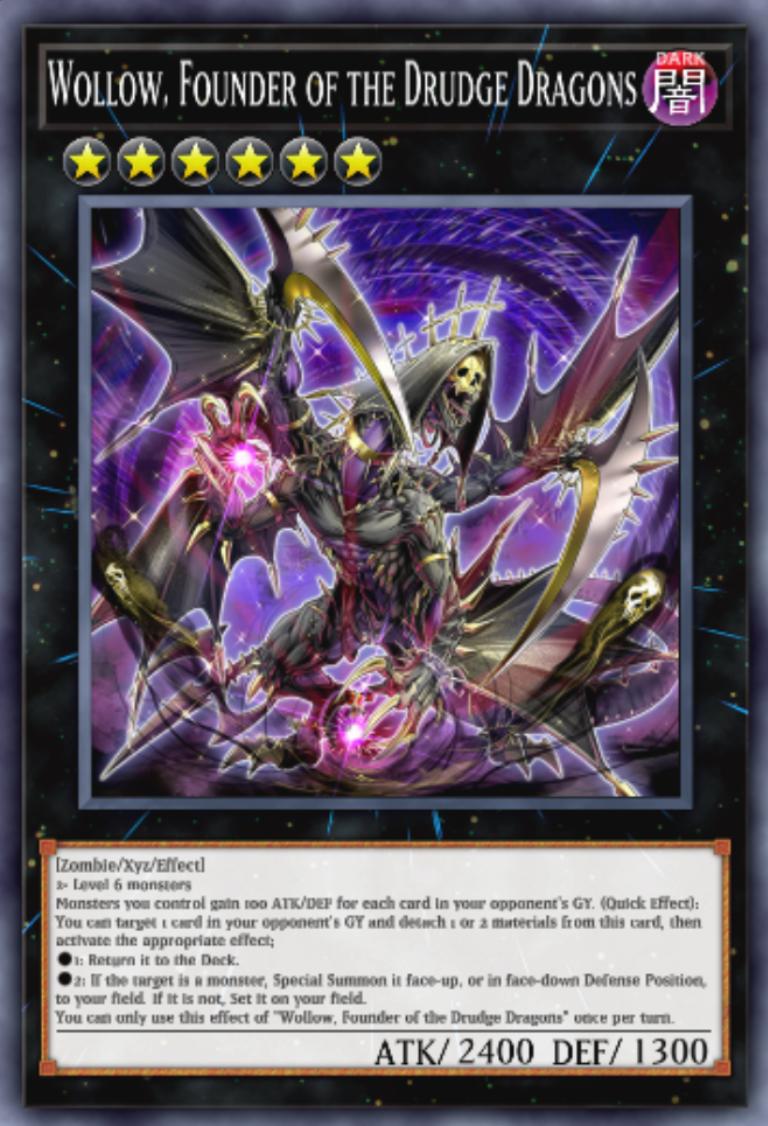 WOLLOW, FOUNDER OF THE DRUDGE DRAGONS
DARK
闇
[Zombie/Xyz/Effect]
2+ Level 6 monsters
Monsters you control gain 100 ATK/DEF for each card in your opponent's GY. (Quick Effect):
You can target 1 card in your opponent's GY and detach 1 or 2 materials from this card, then
activate the appropriate effect;
●1: Return it to the Deck.
●2: If the target is a monster, Special Summon it face-up, or in face-down Defense Position,
to your field. If it is not, Set it on your field.
You can only use this effect of "Wollow, Founder of the Drudge Dragons" once per turn.
ATK/ 2400 DEF/ 1300